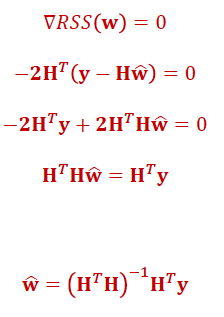 ∇RSS(𝐰) = 0
−2𝐇ᵀ(𝐲 − 𝐇𝐰̂) = 0
−2𝐇ᵀ𝐲 + 2𝐇ᵀ𝐇𝐰̂ = 0
𝐇ᵀ𝐇𝐰̂ = 𝐇ᵀ𝐲
𝐰̂ = (𝐇ᵀ𝐇)⁻¹𝐇ᵀ𝐲